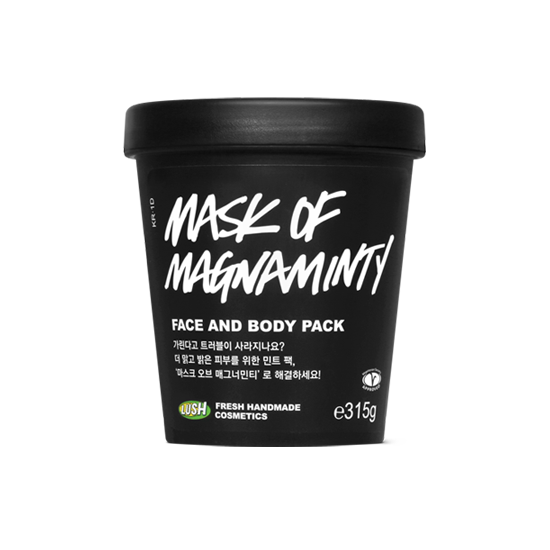 KR-1D
MASK OF
MAGNAMINTY
FACE AND BODY PACK
가린다고 트러블이 사라지나요?
더 맑고 밝은 피부를 위한 민트 팩,
'마스크 오브 매그너민티' 로 해결하세요!
LUSH
FRESH HANDMADE
COSMETICS
e315g